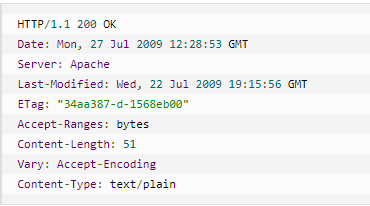 HTTP/1.1 200 OK
Date: Mon, 27 Jul 2009 12:28:53 GMT
Server: Apache
Last-Modified: Wed, 22 Jul 2009 19:15:56 GMT
ETag: "34aa387-d-1568eb00"
Accept-Ranges: bytes
Content-Length: 51
Vary: Accept-Encoding
Content-Type: text/plain